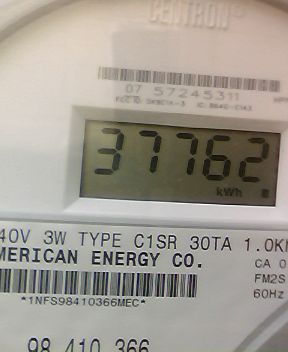 CENTRON®
07 57245311
37762
kWh
40V 3W TYPE C1SR 30TA 1.0K
MERICAN ENERGY CO.
CA 0
FM2S
60Hz
*1NFS98410366MEC*
98 410 366